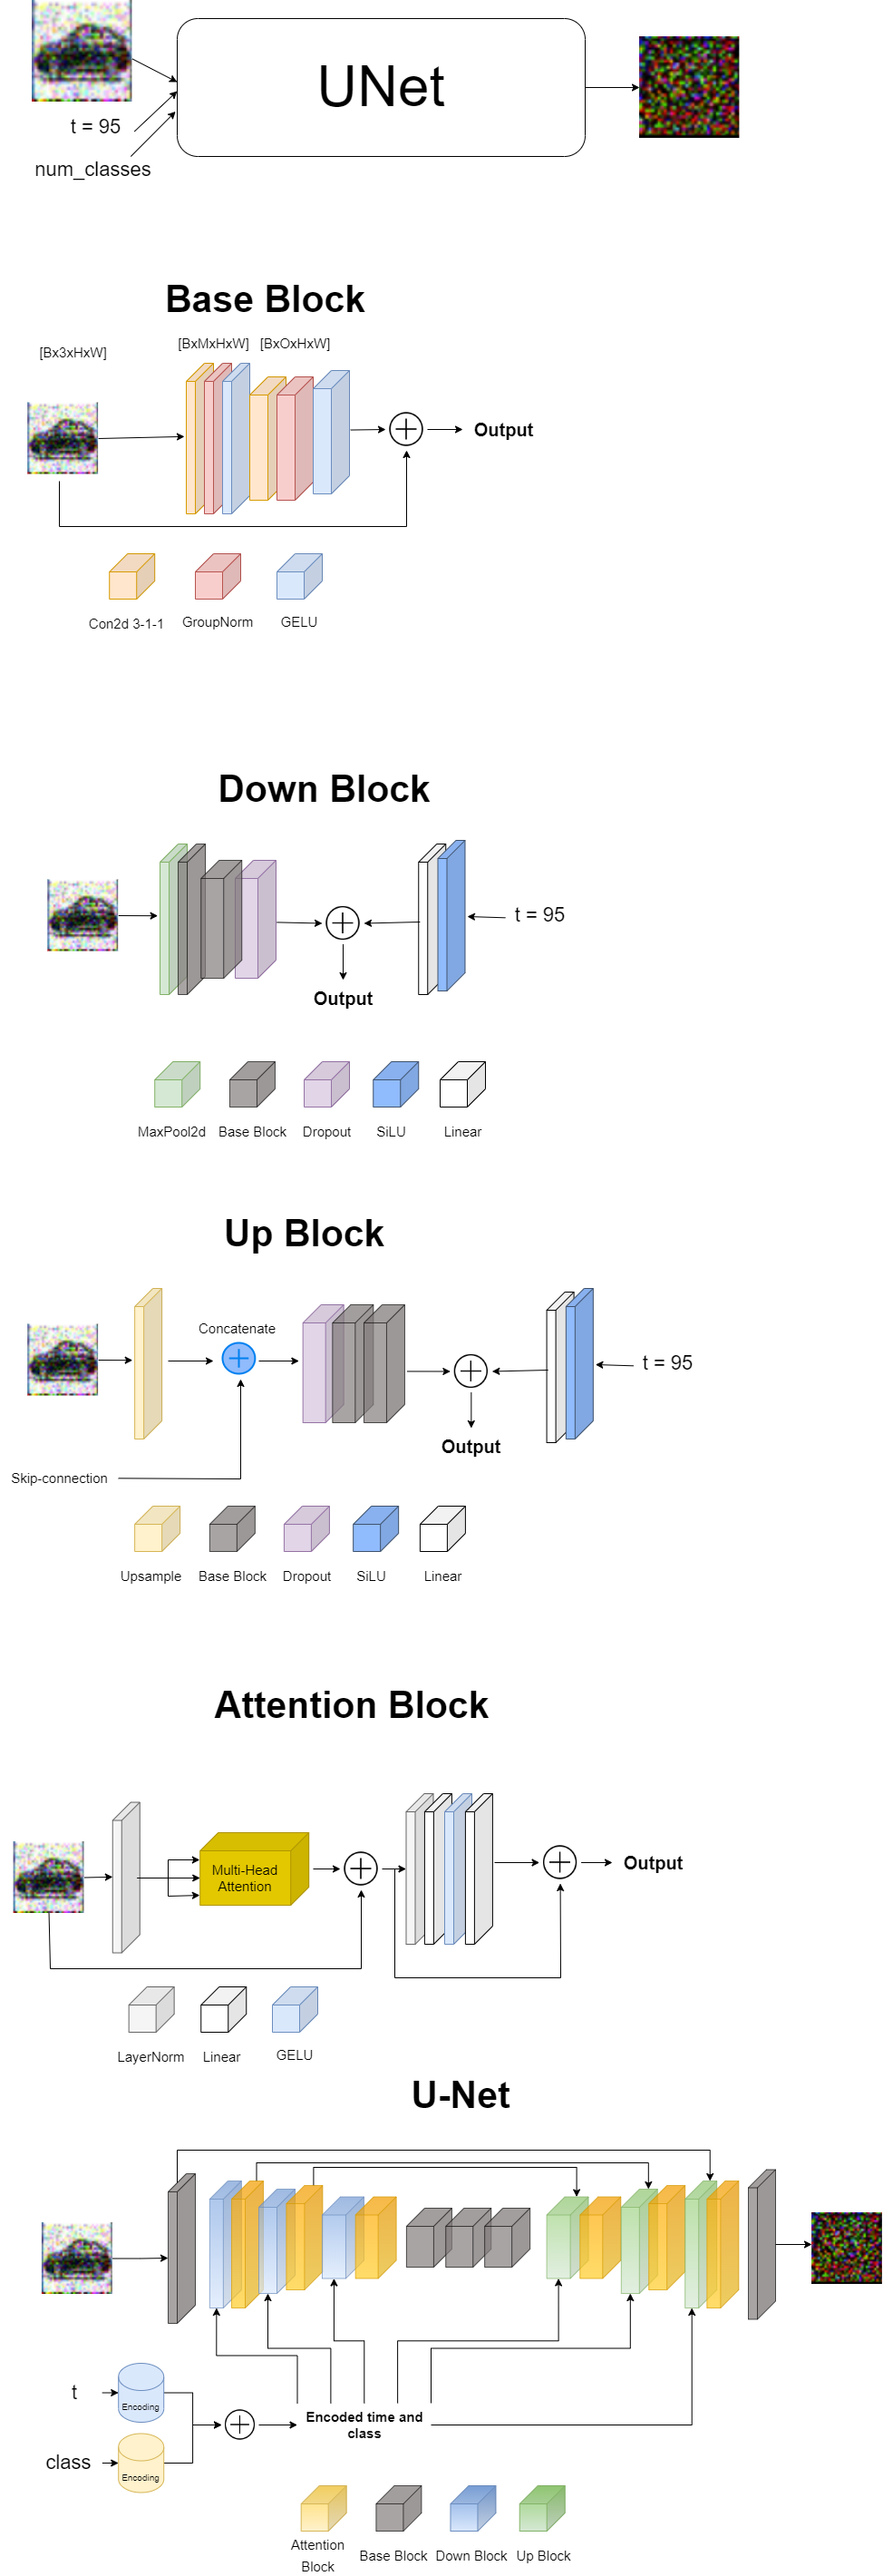 UNet
t = 95
num_classes
Base Block
[Bx3xHxW]
[BxMxHxW]
[BxOxHxW]
Output
Con2d 3-1-1
GroupNorm
GELU
Down Block
t = 95
Output
MaxPool2d
Base Block
Dropout
SiLU
Linear
Up Block
Concatenate
t = 95
Output
Skip-connection
Upsample
Base Block
Dropout
SiLU
Linear
Attention Block
Multi-Head
Attention
Output
LayerNorm
Linear
GELU
U-Net
t
Encoding
Encoded time and
class
class
Encoding
Attention
Block
Base Block
Down Block
Up Block